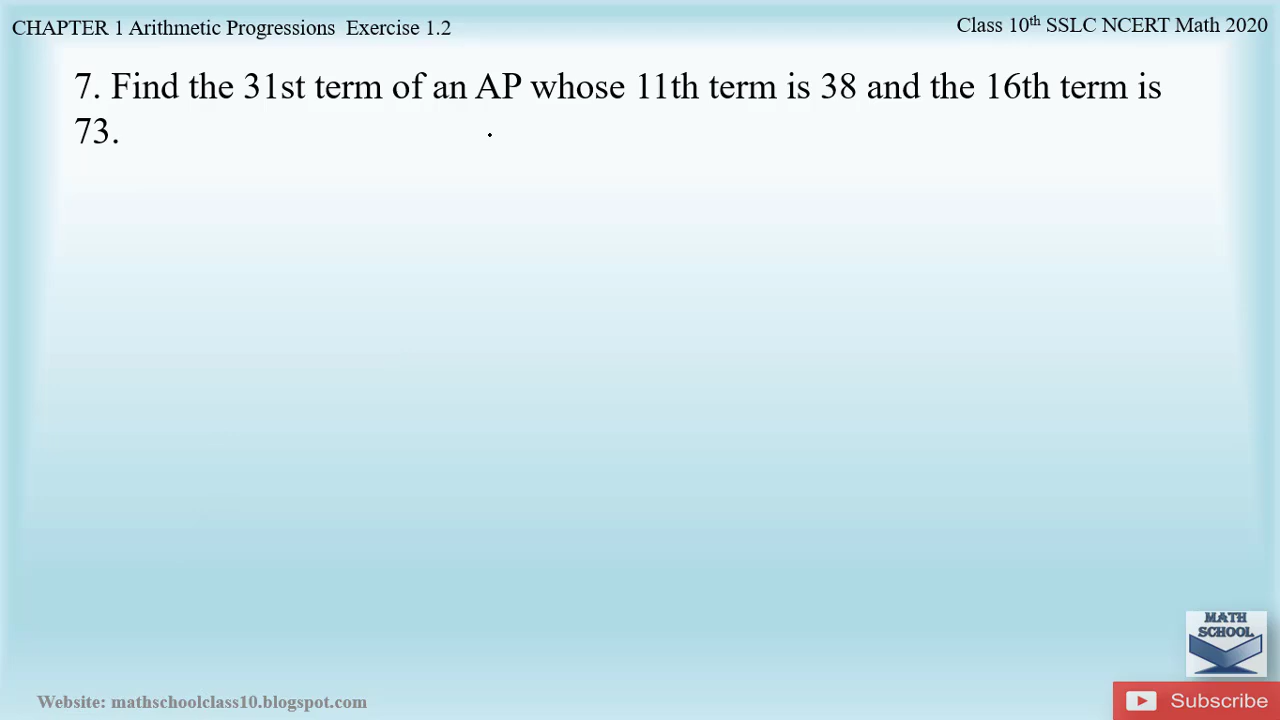 CHAPTER 1 Arithmetic Progressions Exercise 1.2
Class 10th SSLC NCERT Math 2020
7. Find the 31st term of an AP whose 11th term is 38 and the 16th term is
73.
MATH
SCHOOL
Website: mathschoolclass10.blogspot.com
Subscribe